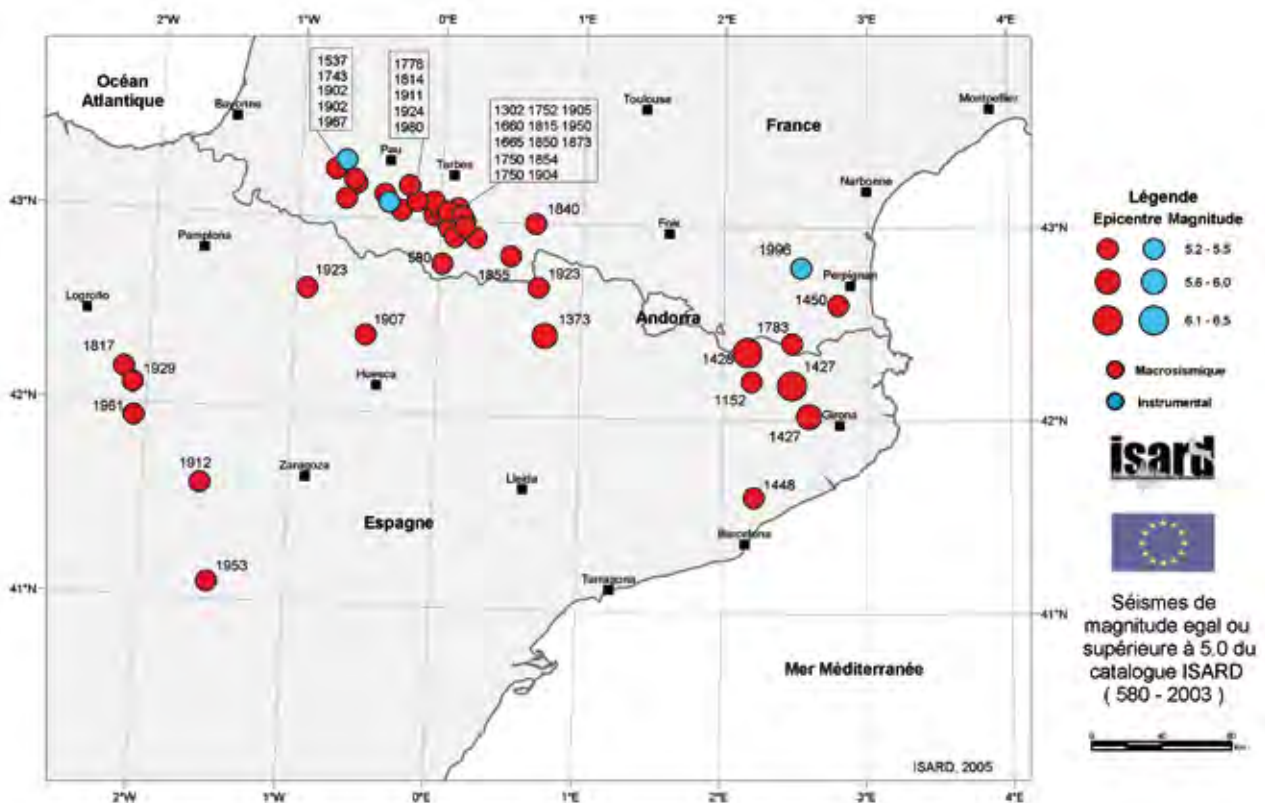 2°W 1°W 0°E 1°E 2°E 3°E 4°E
Océan
Atlantique
Bayonne
1537
1743
1902
1902
1967
1778
1814
1911
1924
1980
1302 1752 1905
1660 1815 1950
1665 1850 1873
1750 1854
1750 1904
Toulouse
Montpellier
France
Pau
Tarbes
Narbonne
43°N
43°N
1840
Foix
Pamplona
1996
Perpignan
580
1855
1923
1923
1450
Logroño
Andorra
1907
1373
1783
1817
1929
1428
1427
Huesca
1961
1152
42°N
42°N
Girona
1427
1912
Zaragoza
Lleida
1448
Espagne
Barcelona
1953
41°N
Tarragona
41°N
Mer Méditerranée
ISARD, 2005
2°W 1°W 0°E 1°E 2°E 3°E 4°E
Légende
Epicentre Magnitude
5.2 - 5.5
5.6 - 6.0
6.1 - 6.5
Macrosismique
Instrumental
isard
Séismes de
magnitude egal ou
supérieure à 5.0 du
catalogue ISARD
( 580 - 2003 )
0 40 80
Km